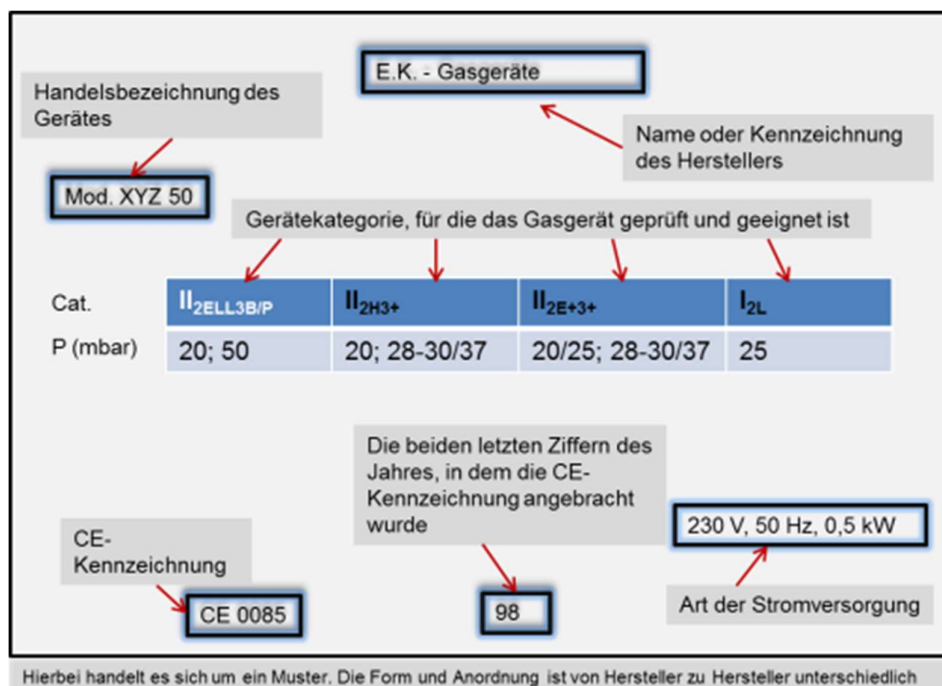 E.K. - Gasgeräte
Handelsbezeichnung des
Gerätes
Name oder Kennzeichnung
des Herstellers
Mod. XYZ 50
Gerätekategorie, für die das Gasgerät geprüft und geeignet ist
Cat. II2ELL3B/P II2H3+ II2E+3+ I2L
P (mbar) 20; 50 20; 28-30/37 20/25; 28-30/37 25
Die beiden letzten Ziffern des
Jahres, in dem die CE-
Kennzeichnung angebracht
wurde
230 V, 50 Hz, 0,5 kW
CE-
Kennzeichnung
Art der Stromversorgung
CE 0085
98
Hierbei handelt es sich um ein Muster. Die Form und Anordnung ist von Hersteller zu Hersteller unterschiedlich